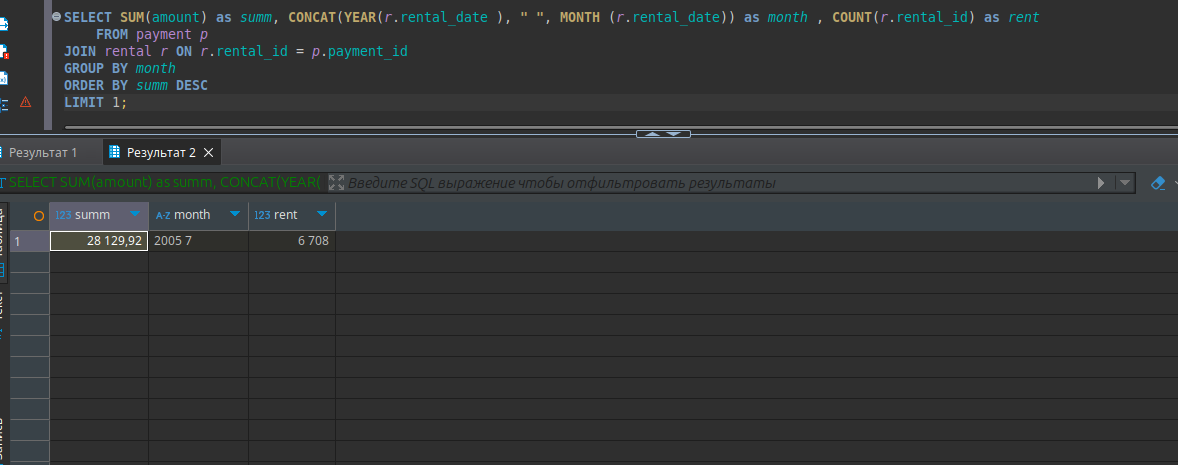 SELECT SUM(amount) as summ, CONCAT(YEAR(r.rental_date ), " ", MONTH (r.rental_date)) as month , COUNT(r.rental_id) as rent
FROM payment p
JOIN rental r ON r.rental_id = p.payment_id
GROUP BY month
ORDER BY summ DESC
LIMIT 1;
Результат 1
Результат 2
SELECT SUM(amount) as summ, CONCAT(YEAR(
Введите SQL выражение чтобы отфильтровать результаты
123 summ
A-Z month
123 rent
1
28 129,92
2005 7
6 708